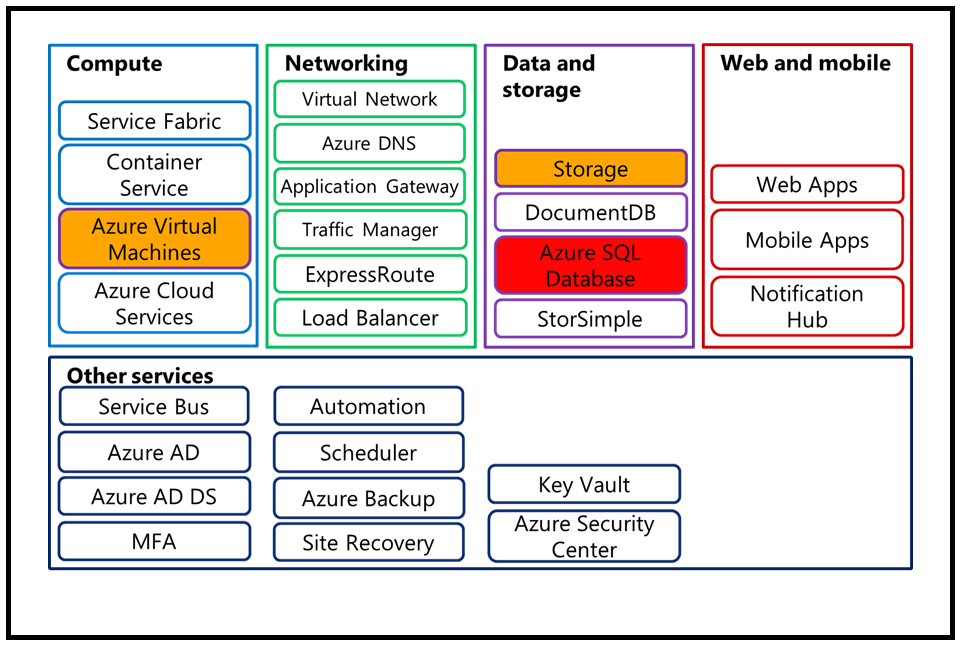 Compute
Service Fabric
Container
Service
Azure Virtual
Machines
Azure Cloud
Services
Networking
Virtual Network
Azure DNS
Application Gateway
Traffic Manager
ExpressRoute
Load Balancer
Data and
storage
Storage
DocumentDB
Azure SQL
Database
StorSimple
Web and mobile
Web Apps
Mobile Apps
Notification
Hub
Other services
Service Bus
Azure AD
Azure AD DS
MFA
Automation
Scheduler
Azure Backup
Site Recovery
Key Vault
Azure Security
Center